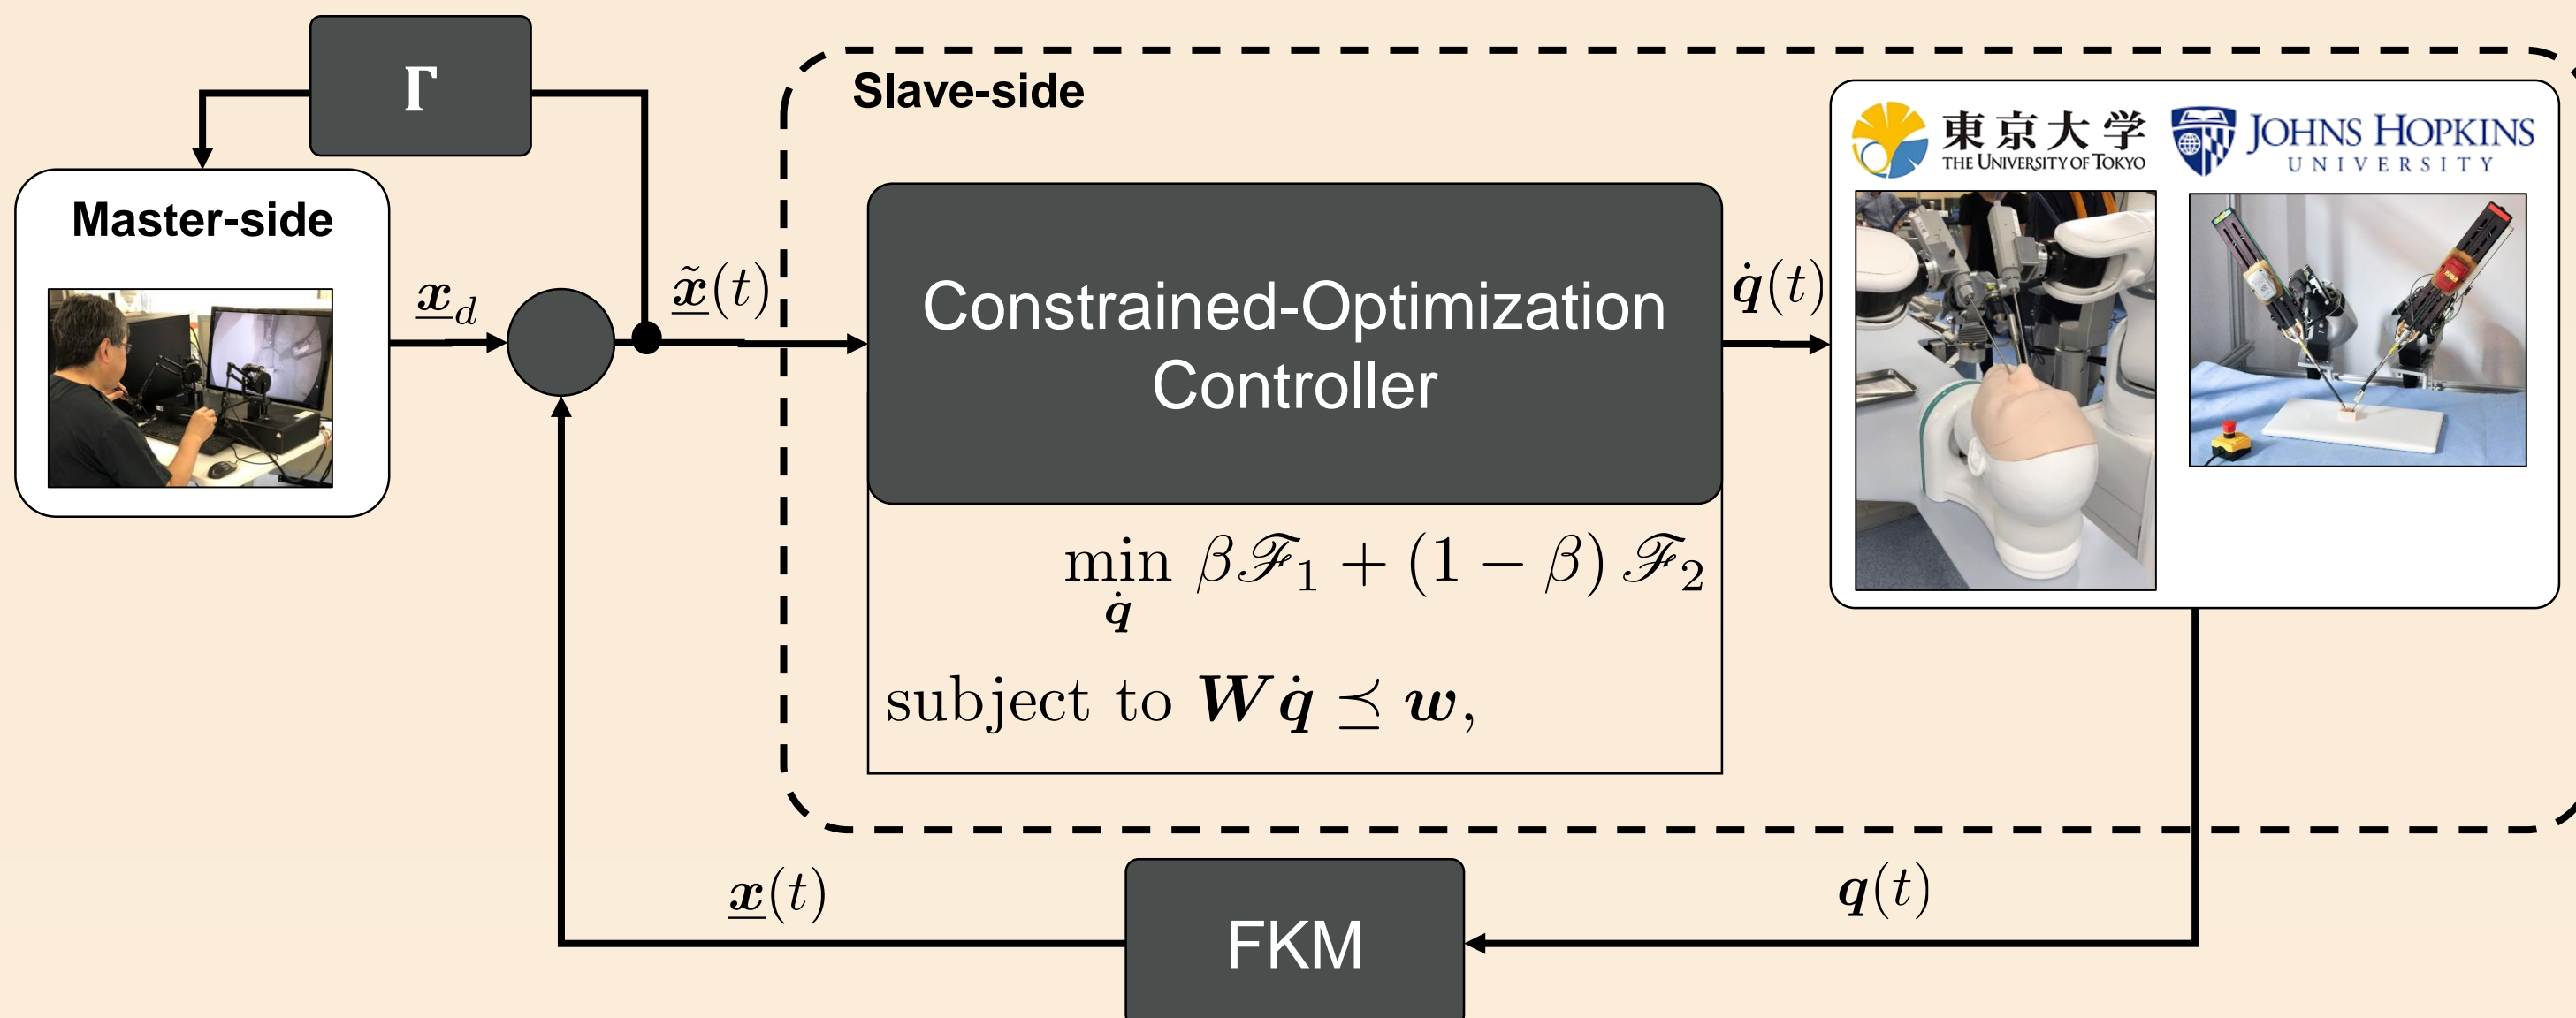 Γ
Slave-side
東京大学
THE UNIVERSITY OF TOKYO
JOHNS HOPKINS
UNIVERSITY
Master-side
x_d
x̃(t)
Constrained-Optimization
Controller
q̇(t)
min βℱ₁ + (1 − β) ℱ₂
q̇
subject to Wq̇ ⪯ w,
x(t)
q(t)
FKM